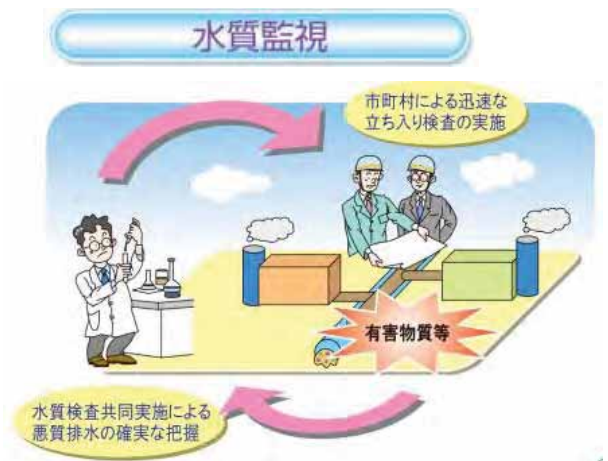 水質監視
市町村による迅速な
立ち入り検査の実施
有害物質等
水質検査共同実施による
悪質排水の確実な把握